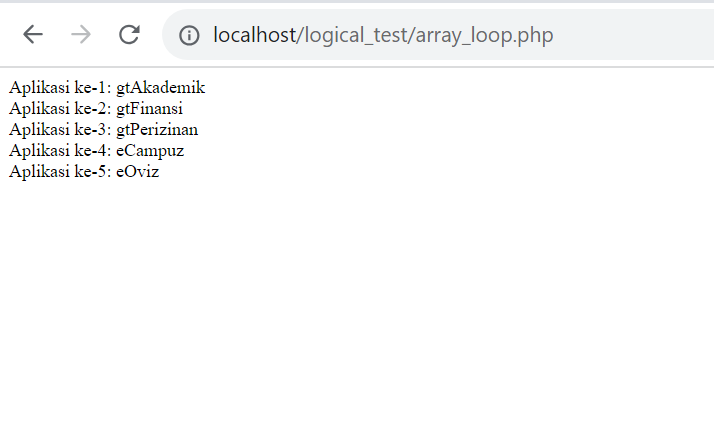 localhost/logical_test/array_loop.php
Aplikasi ke-1: gtAkademik
Aplikasi ke-2: gtFinansi
Aplikasi ke-3: gtPerizinan
Aplikasi ke-4: eCampuz
Aplikasi ke-5: eOviz